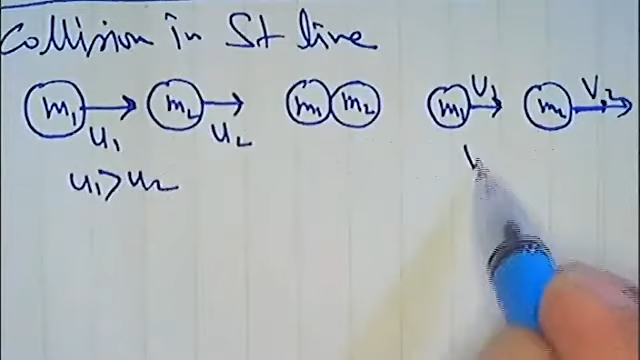 Collision in St line
m₁ m₂ m₁ m₂ m₁ V₁ m₂ V₂
u₁ u₂
u₁>u₂